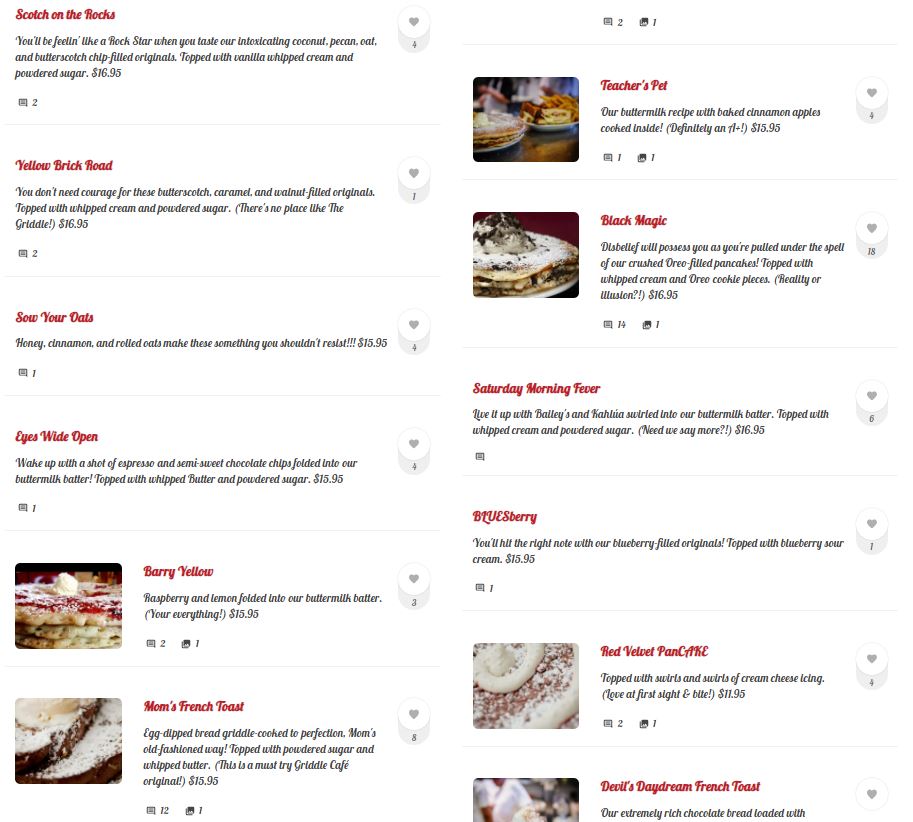 Scotch on the Rocks
4
You'll be feelin' like a Rock Star when you taste our intoxicating coconut, pecan, oat,
and butterscotch chip-filled originals. Topped with vanilla whipped cream and
powdered sugar. $16.95
2
Yellow Brick Road
1
You don't need courage for these butterscotch, caramel, and walnut-filled originals.
Topped with whipped cream and powdered sugar. (There's no place like The
Griddle!) $16.95
2
Sow Your Oats
4
Honey, cinnamon, and rolled oats make these something you shouldn't resist!!! $15.95
1
Eyes Wide Open
4
Wake up with a shot of espresso and semi-sweet chocolate chips folded into our
buttermilk batter! Topped with whipped Butter and powdered sugar. $15.95
1
Barry Yellow
3
Raspberry and lemon folded into our buttermilk batter.
(Your everything!) $15.95
2 1
Mom's French Toast
8
Egg-dipped bread griddle-cooked to perfection, Mom's
old-fashioned way! Topped with powdered sugar and
whipped butter. (This is a must try Griddle Café
original!) $15.95
12 1
2 1
Teacher's Pet
4
Our buttermilk recipe with baked cinnamon apples
cooked inside! (Definitely an A+!) $15.95
1 1
Black Magic
18
Disbelief will possess you as you're pulled under the spell
of our crushed Oreo-filled pancakes! Topped with
whipped cream and Oreo cookie pieces. (Reality or
illusion?!) $16.95
14 1
Saturday Morning Fever
6
Live it up with Bailey's and Kahlúa swirled into our buttermilk batter. Topped with
whipped cream and powdered sugar. (Need we say more?!) $16.95
BLUESberry
1
You'll hit the right note with our blueberry-filled originals! Topped with blueberry sour
cream. $15.95
1
Red Velvet PanCAKE
4
Topped with swirls and swirls of cream cheese icing.
(Love at first sight & bite!) $11.95
2 1
Devil's Daydream French Toast
Our extremely rich chocolate bread loaded with